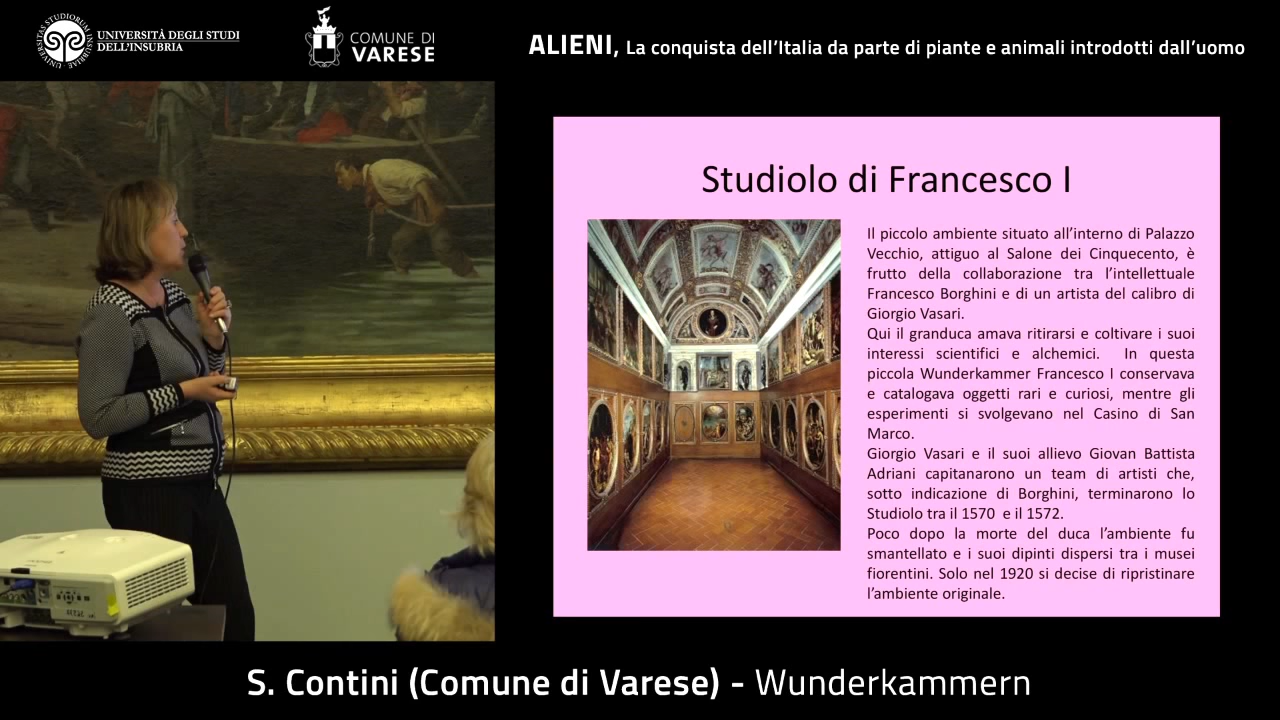 UNIVERSITÀ DEGLI STUDI
DELL'INSUBRIA
COMUNE DI
VARESE
ALIENI, La conquista dell'Italia da parte di piante e animali introdotti dall'uomo
Studiolo di Francesco I
Il piccolo ambiente situato all'interno di Palazzo
Vecchio, attiguo al Salone dei Cinquecento, è
frutto della collaborazione tra l'intellettuale
Francesco Borghini e di un artista del calibro di
Giorgio Vasari.
Qui il granduca amava ritirarsi e coltivare i suoi
interessi scientifici e alchemici. In questa
piccola Wunderkammer Francesco I conservava
e catalogava oggetti rari e curiosi, mentre gli
esperimenti si svolgevano nel Casino di San
Marco.
Giorgio Vasari e il suoi allievo Giovan Battista
Adriani capitanarono un team di artisti che,
sotto indicazione di Borghini, terminarono lo
Studiolo tra il 1570 e il 1572.
Poco dopo la morte del duca l'ambiente fu
smantellato e i suoi dipinti dispersi tra i musei
fiorentini. Solo nel 1920 si decise di ripristinare
l'ambiente originale.
S. Contini (Comune di Varese) - Wunderkammern